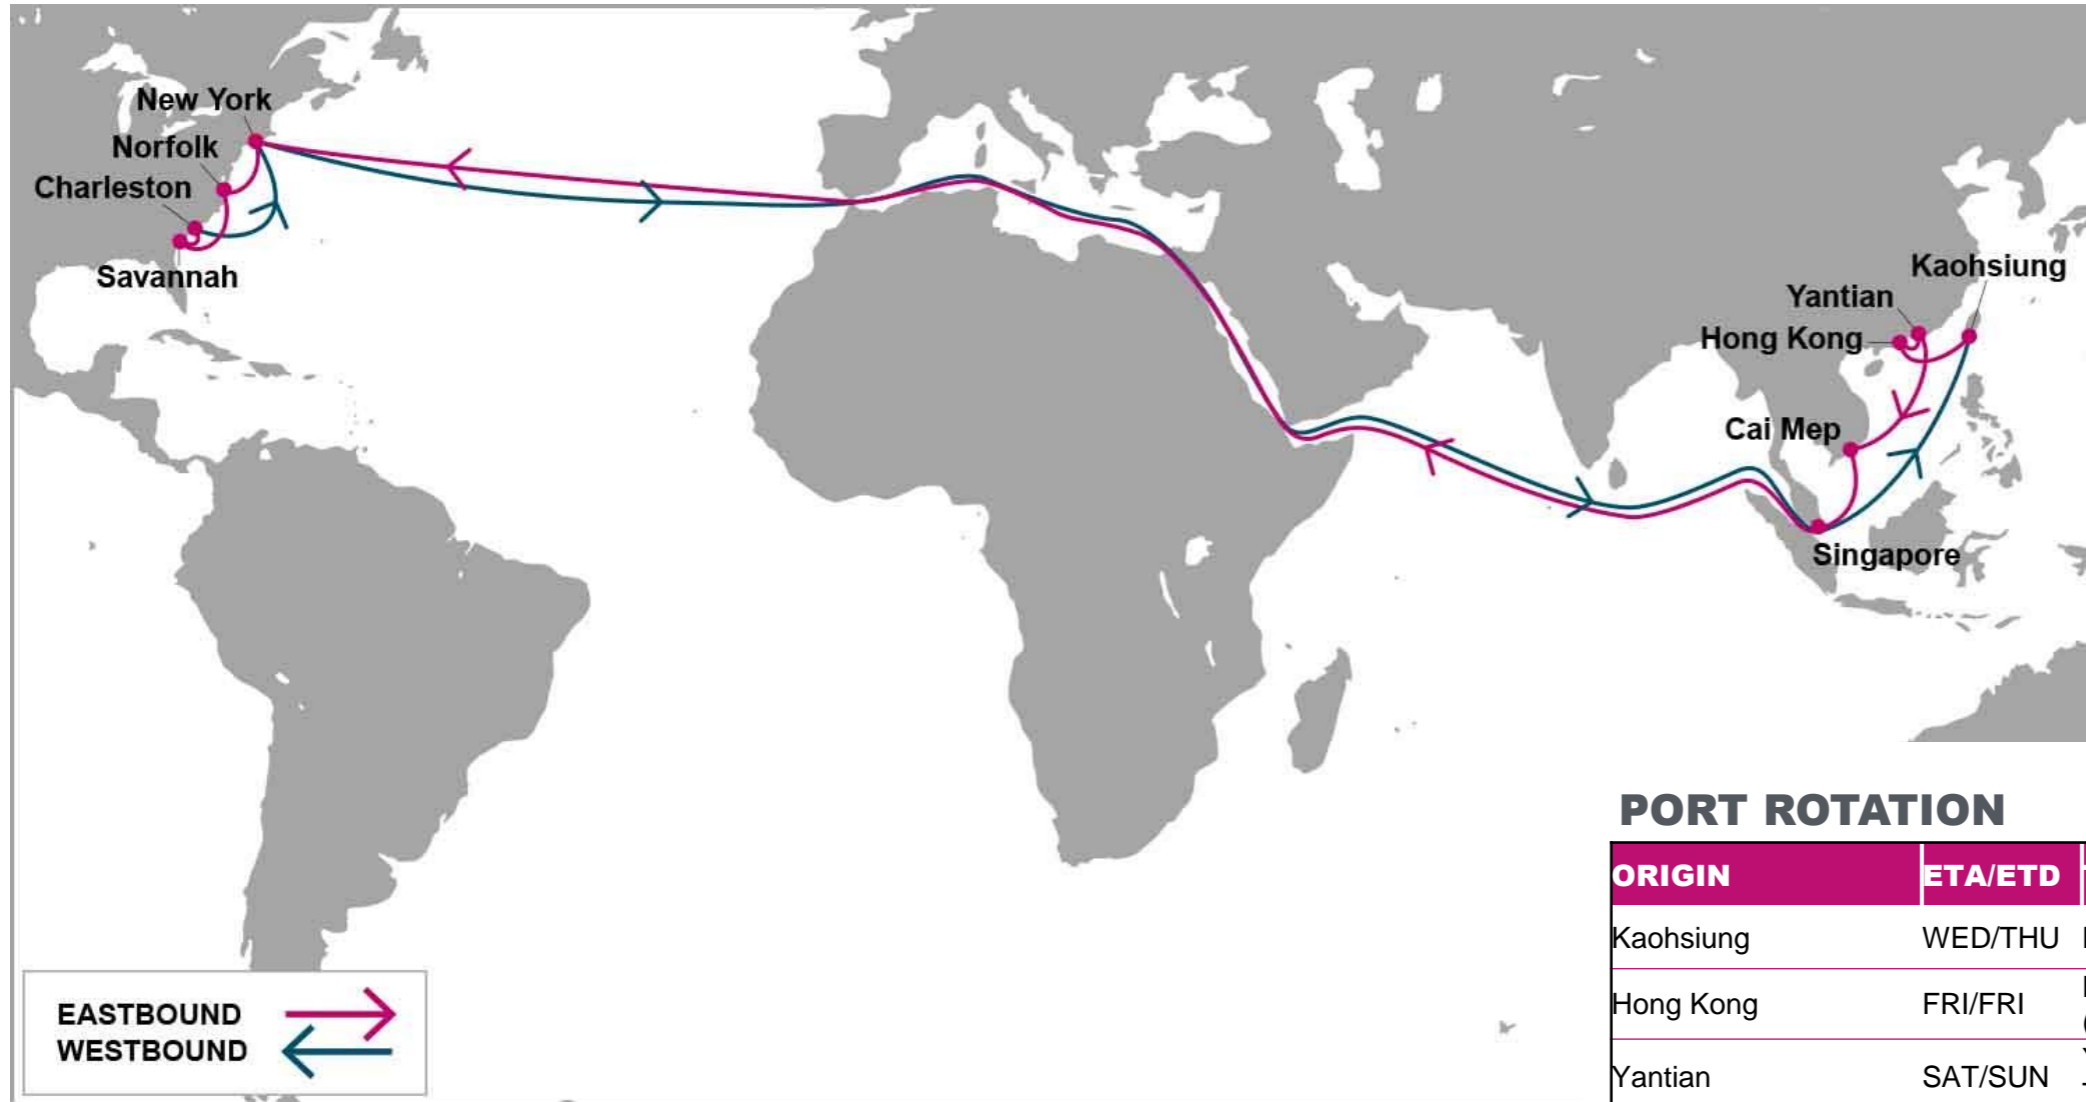 New York
Norfolk
Charleston
Savannah
Kaohsiung
Yantian
Hong Kong
Cai Mep
Singapore
EASTBOUND
WESTBOUND
PORT ROTATION
ORIGIN ETA/ETD
Kaohsiung WED/THU
Hong Kong FRI/FRI
Yantian SAT/SUN